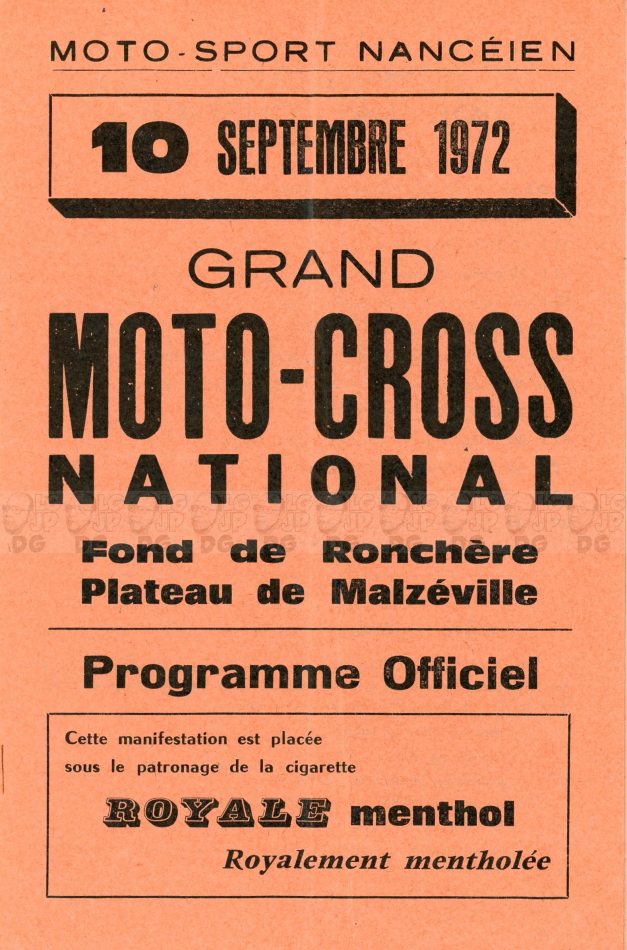 MOTO-SPORT NANCÉIEN
10 SEPTEMBRE 1972
GRAND
MOTO-CROSS
NATIONAL
Fond de Ronchère
Plateau de Malzéville
Programme Officiel
Cette manifestation est placée
sous le patronage de la cigarette
ROYALE menthol
Royalement mentholée